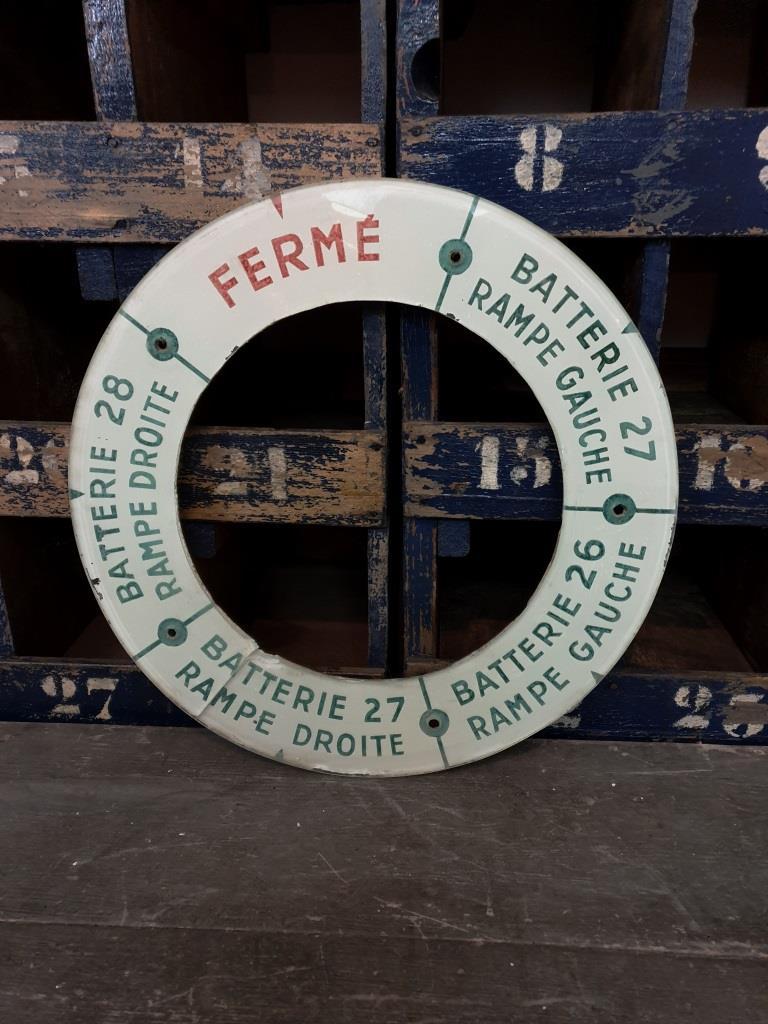 14
8
FERMÉ
BATTERIE 27
RAMPE GAUCHE
BATTERIE 26
RAMPE GAUCHE
BATTERIE 27
RAMPE DROITE
BATTERIE 28
RAMPE DROITE
21
15
27